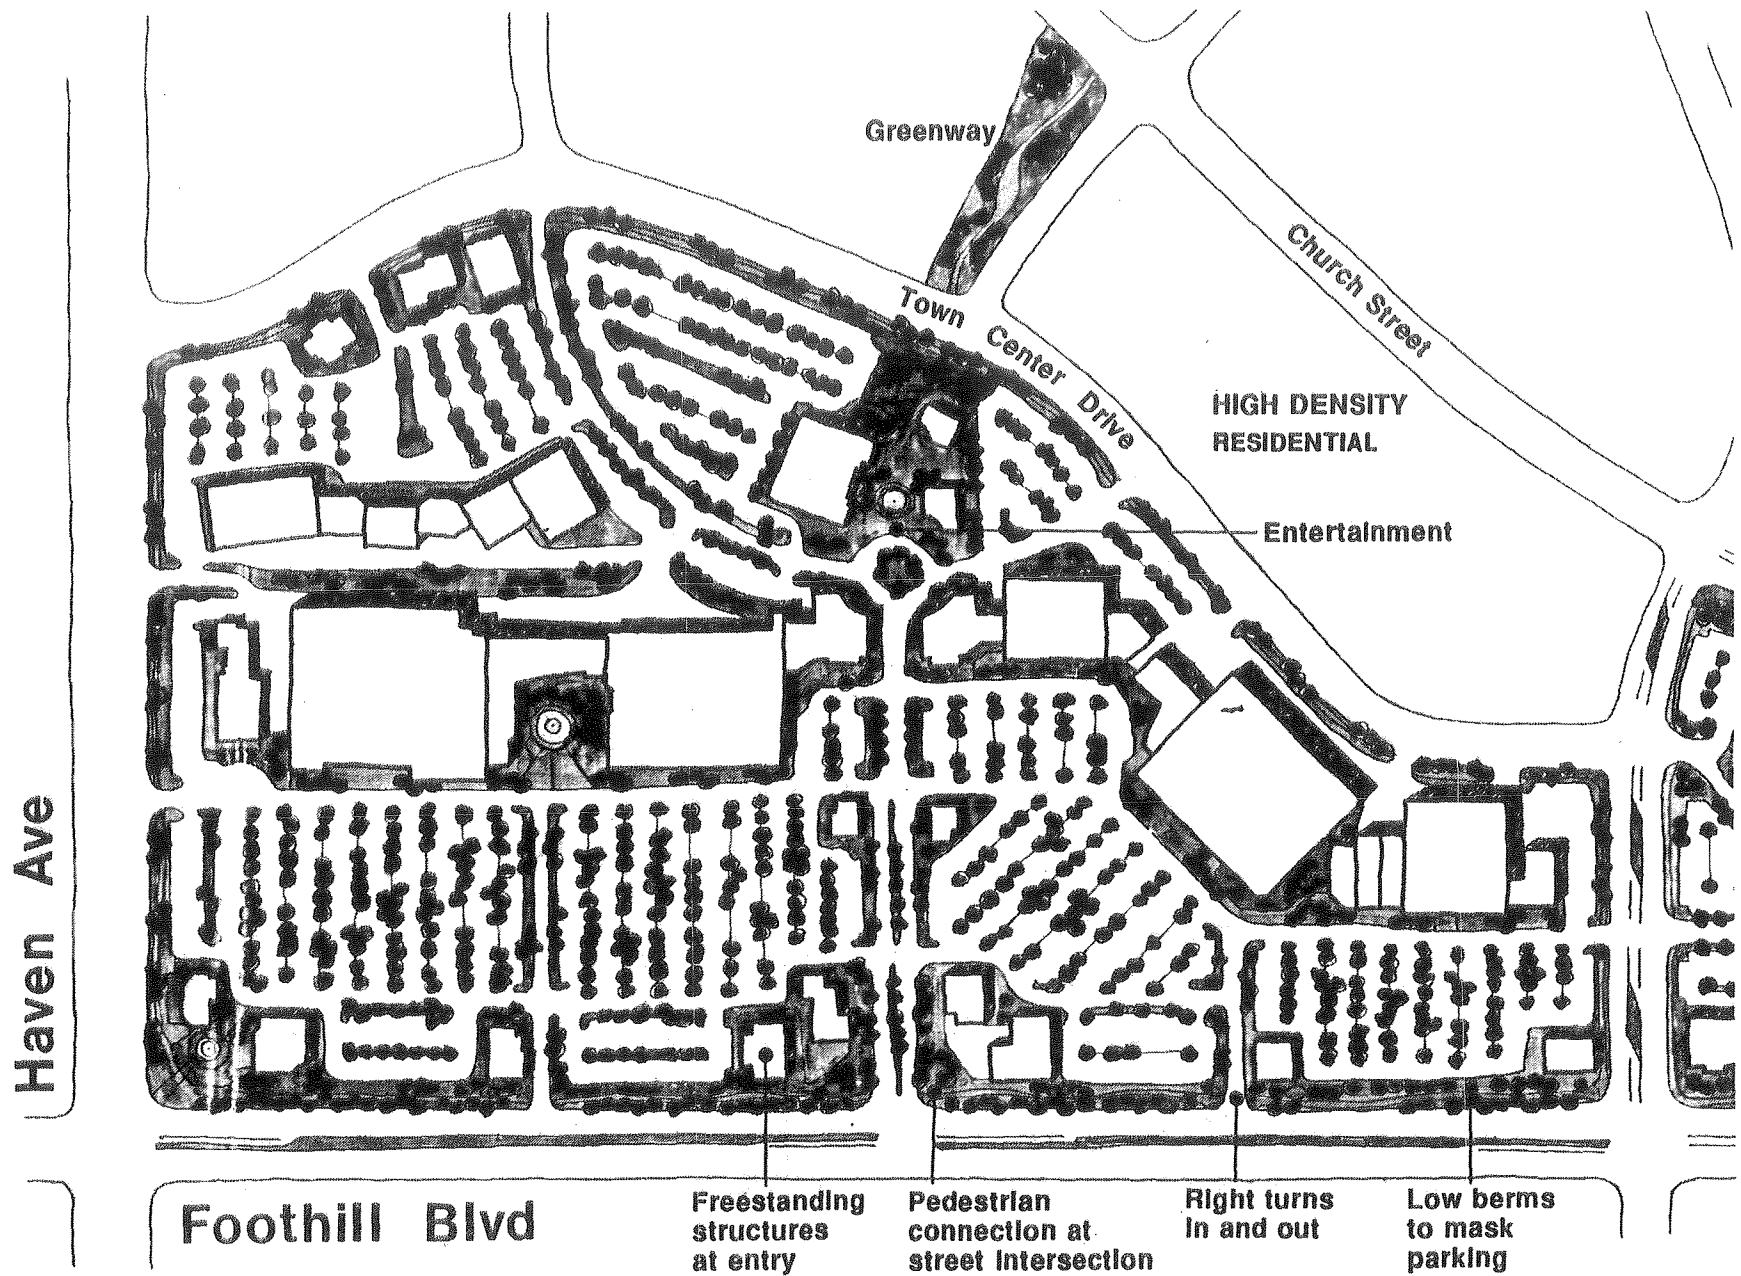 Greenway
Church Street
Town Center Drive
HIGH DENSITY
RESIDENTIAL
Entertainment
Haven Ave
Foothill Blvd
Freestanding
structures
at entry
Pedestrian
connection at
street intersection
Right turns
in and out
Low berms
to mask
parking